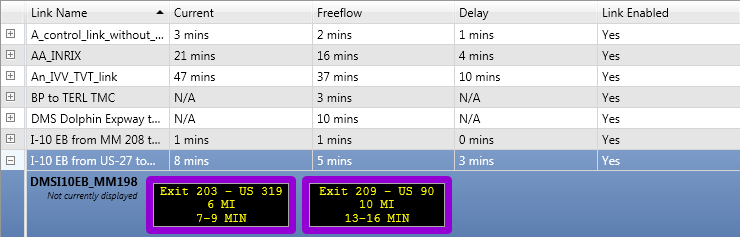 Link Name Current Freeflow Delay Link Enabled
A_control_link_without_... 3 mins 2 mins 1 mins Yes
AA_INRIX 21 mins 16 mins 4 mins Yes
An_IVV_TVT_link 47 mins 37 mins 10 mins Yes
BP to TERL TMC N/A 3 mins N/A Yes
DMS Dolphin Expway t... N/A 10 mins N/A Yes
I-10 EB from MM 208 t... 1 mins 1 mins 0 mins Yes
I-10 EB from US-27 to... 8 mins 5 mins 3 mins Yes
DMSI10EB_MM198
Not currently displayed
Exit 203 - US 319
6 MI
7-9 MIN
Exit 209 - US 90
10 MI
13-16 MIN